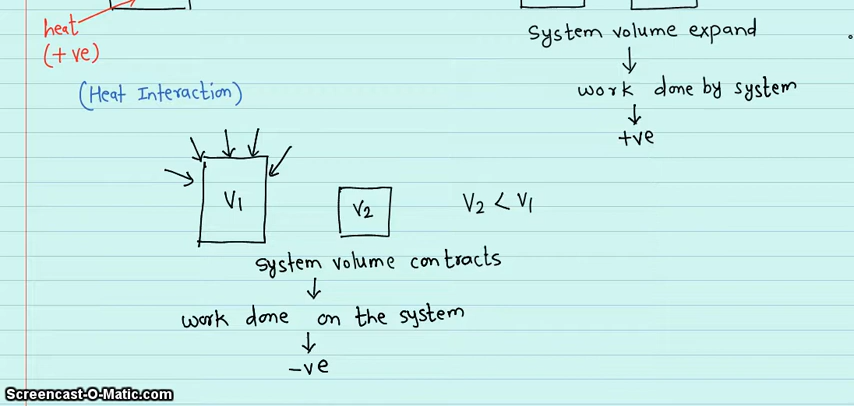 heat
(+ve)
(Heat Interaction)
System volume expand
work done by system
+ve
V1
V2
V2 < V1
system volume contracts
work done on the system
-ve
Screencast-O-Matic.com